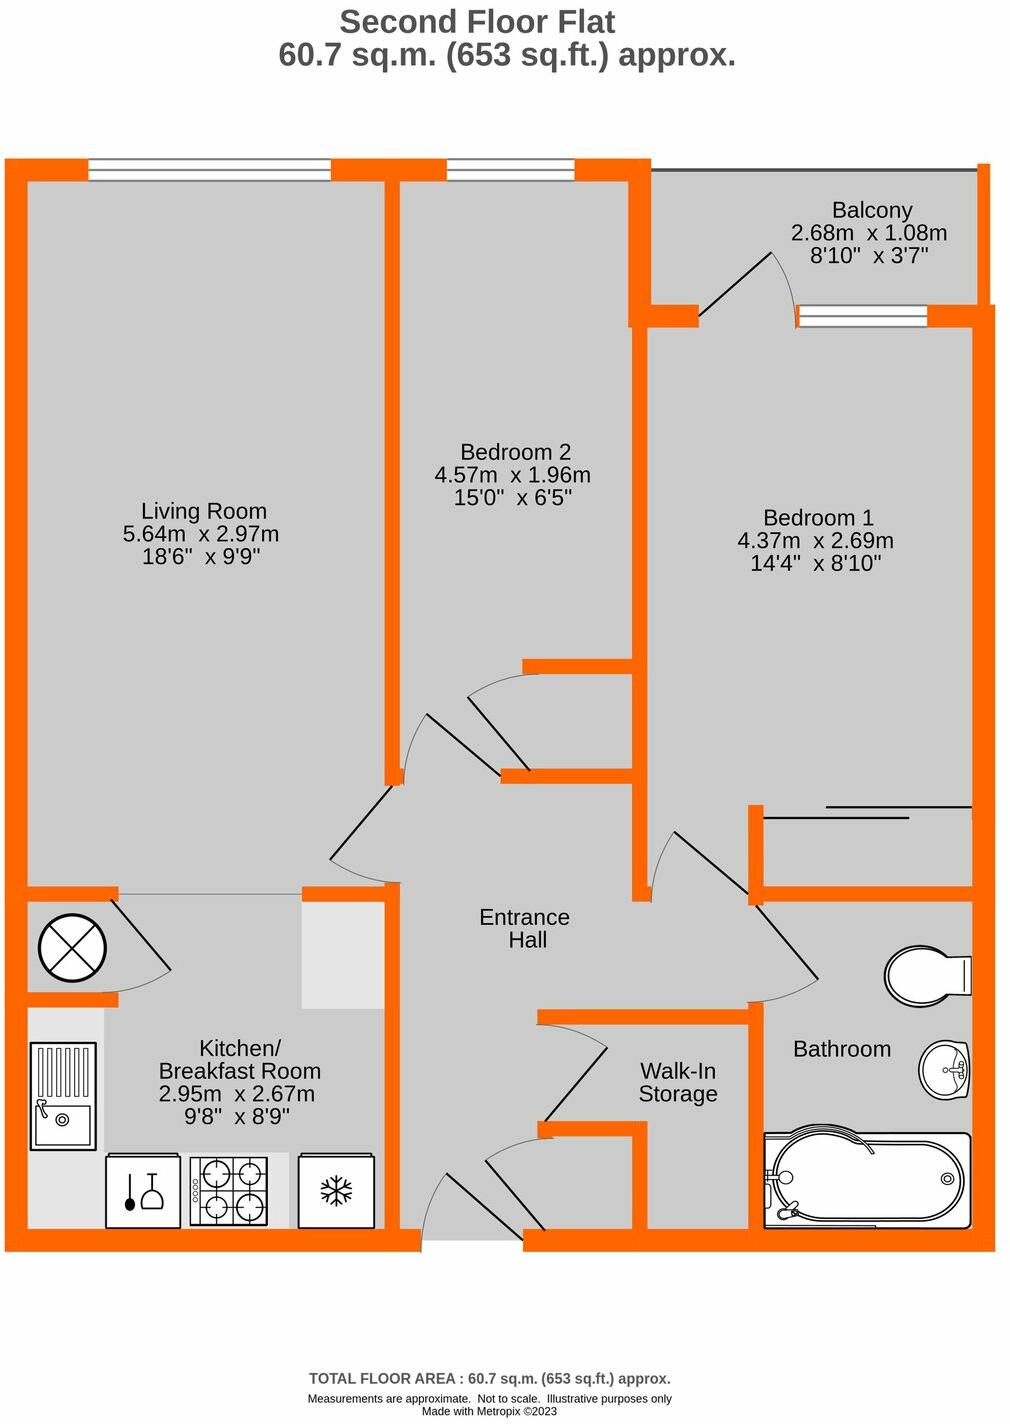 Second Floor Flat
60.7 sq.m. (653 sq.ft.) approx.
Balcony
2.68m x 1.08m
8'10" x 3'7"
Bedroom 2
4.57m x 1.96m
15'0" x 6'5"
Living Room
5.64m x 2.97m
18'6" x 9'9"
Bedroom 1
4.37m x 2.69m
14'4" x 8'10"
Entrance
Hall
Kitchen/
Breakfast Room
2.95m x 2.67m
9'8" x 8'9"
Walk-In
Storage
Bathroom
TOTAL FLOOR AREA : 60.7 sq.m. (653 sq.ft.) approx.
Measurements are approximate. Not to scale. Illustrative purposes only
Made with Metropix ©2023